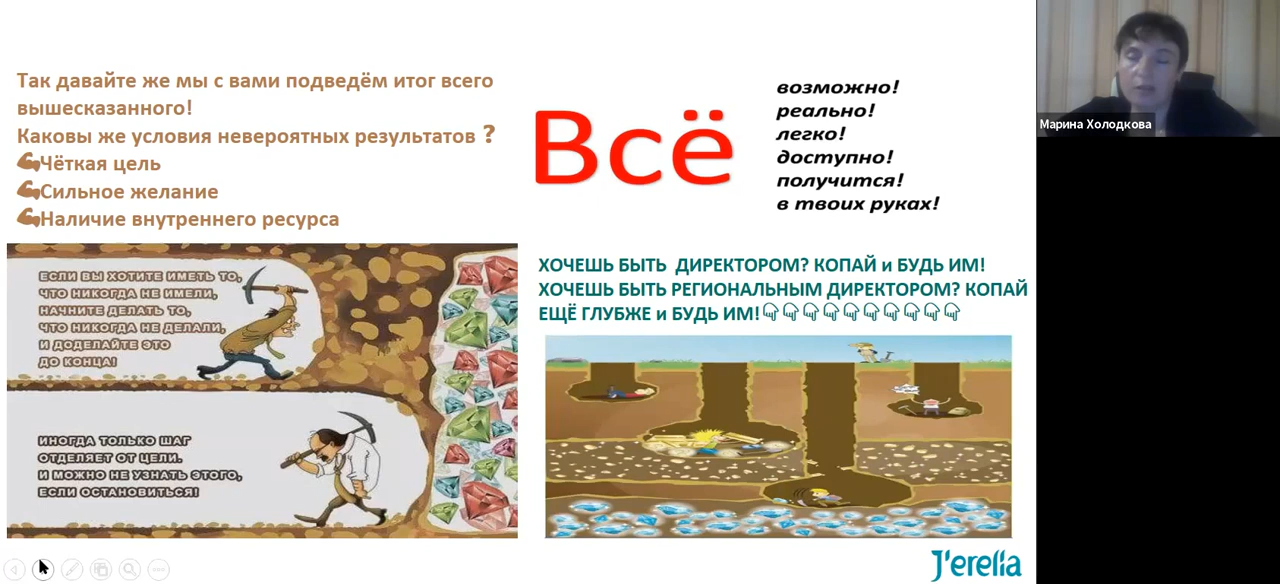 Так давайте же мы с вами подведём итог всего
вышесказанного!
Каковы же условия невероятных результатов ?
Чёткая цель
Сильное желание
Наличие внутреннего ресурса
Всё
возможно!
реально!
легко!
доступно!
получится!
в твоих руках!
ЕСЛИ ВЫ ХОТИТЕ ИМЕТЬ ТО,
ЧТО НИКОГДА НЕ ИМЕЛИ,
НАЧНИТЕ ДЕЛАТЬ ТО,
ЧТО НИКОГДА НЕ ДЕЛАЛИ,
И ДОДЕЛАЙТЕ ЭТО
ДО КОНЦА!
ИНОГДА ТОЛЬКО ШАГ
ОТДЕЛЯЕТ ОТ ЦЕЛИ.
И МОЖНО НЕ УЗНАТЬ ЭТОГО,
ЕСЛИ ОСТАНОВИТЬСЯ!
ХОЧЕШЬ БЫТЬ ДИРЕКТОРОМ? КОПАЙ и БУДЬ ИМ!
ХОЧЕШЬ БЫТЬ РЕГИОНАЛЬНЫМ ДИРЕКТОРОМ? КОПАЙ
ЕЩЁ ГЛУБЖЕ и БУДЬ ИМ!
J'erelia
Марина Холодкова